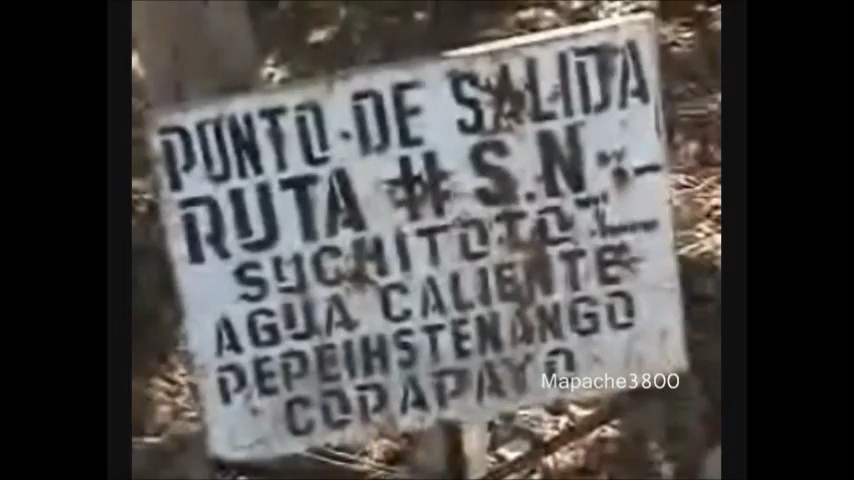 PUNTO-DE SALIDA
RUTA # S.N.-
SUCHITOTO
AGUA CALIENTE
PEPEIHSTENANGO
COPAPAYO
Mapache3800